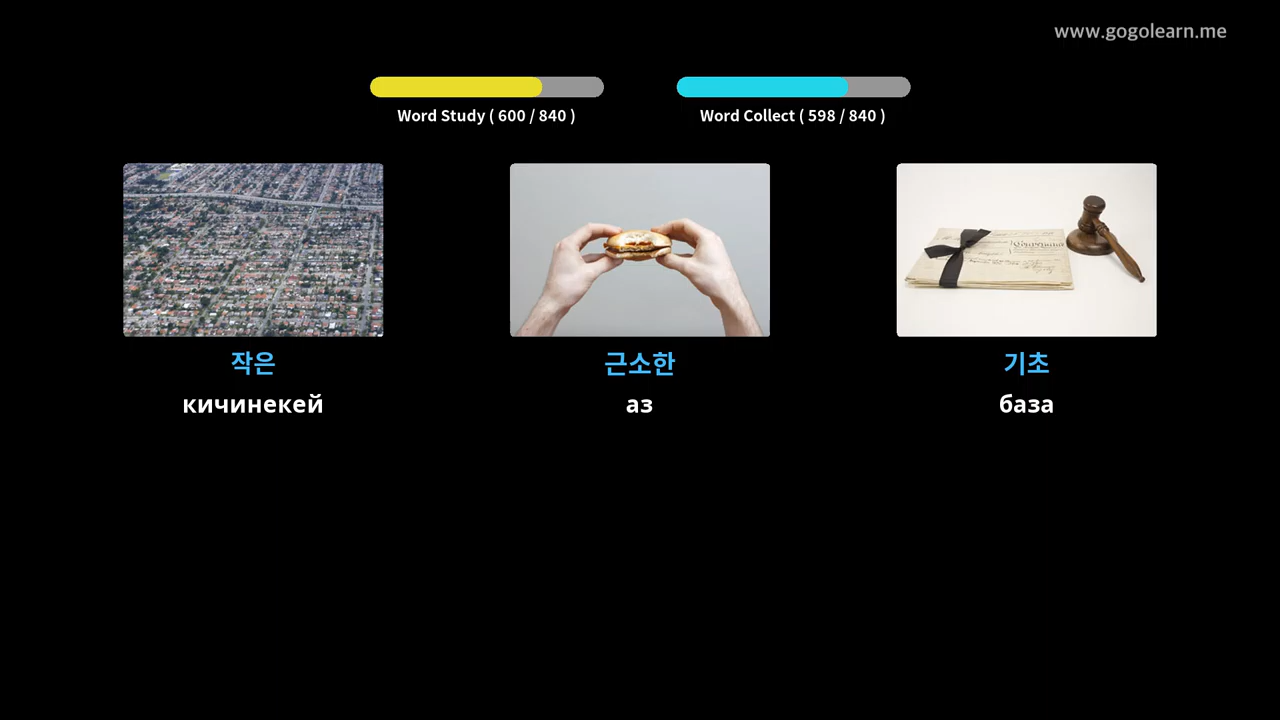 www.gogolearn.me
Word Study ( 600 / 840 )
Word Collect ( 598 / 840 )
작은
근소한
기초
кичинекей
аз
база